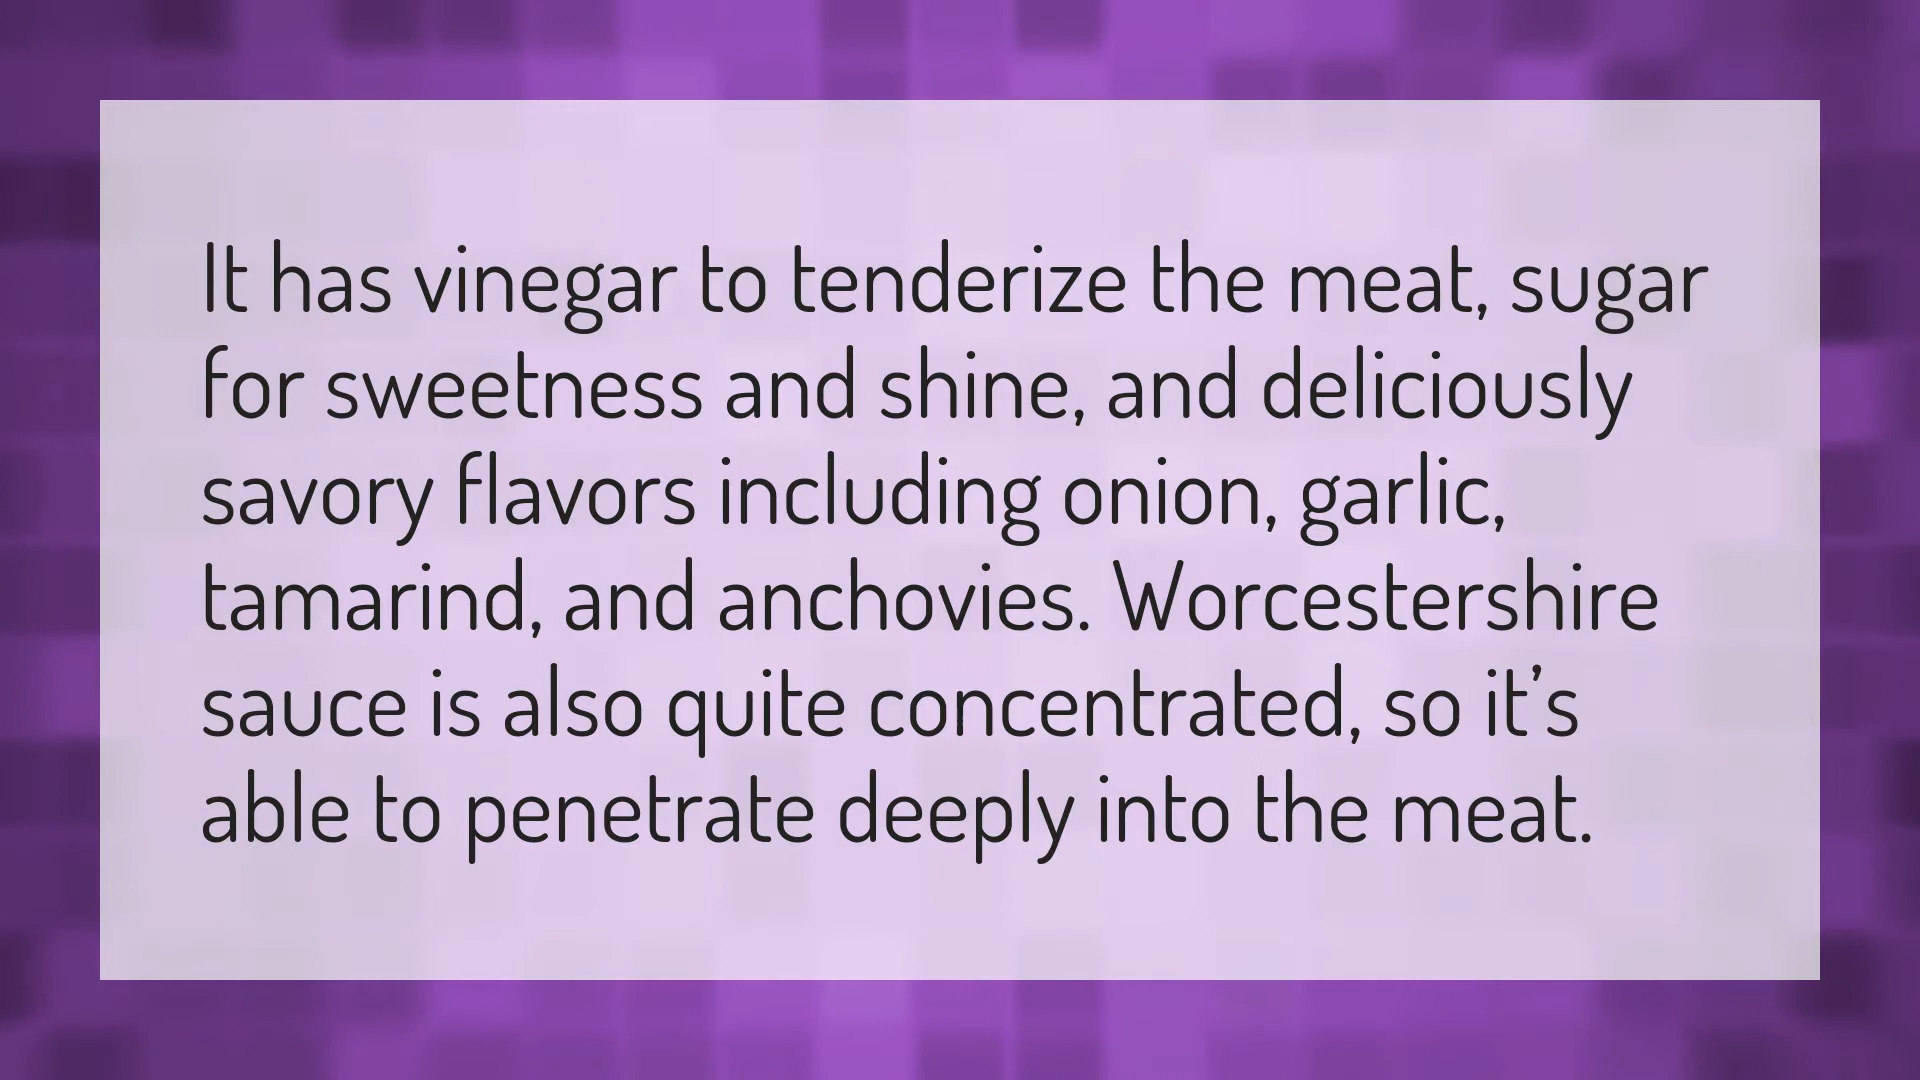 It has vinegar to tenderize the meat, sugar
for sweetness and shine, and deliciously
savory flavors including onion, garlic,
tamarind, and anchovies. Worcestershire
sauce is also quite concentrated, so it’s
able to penetrate deeply into the meat.